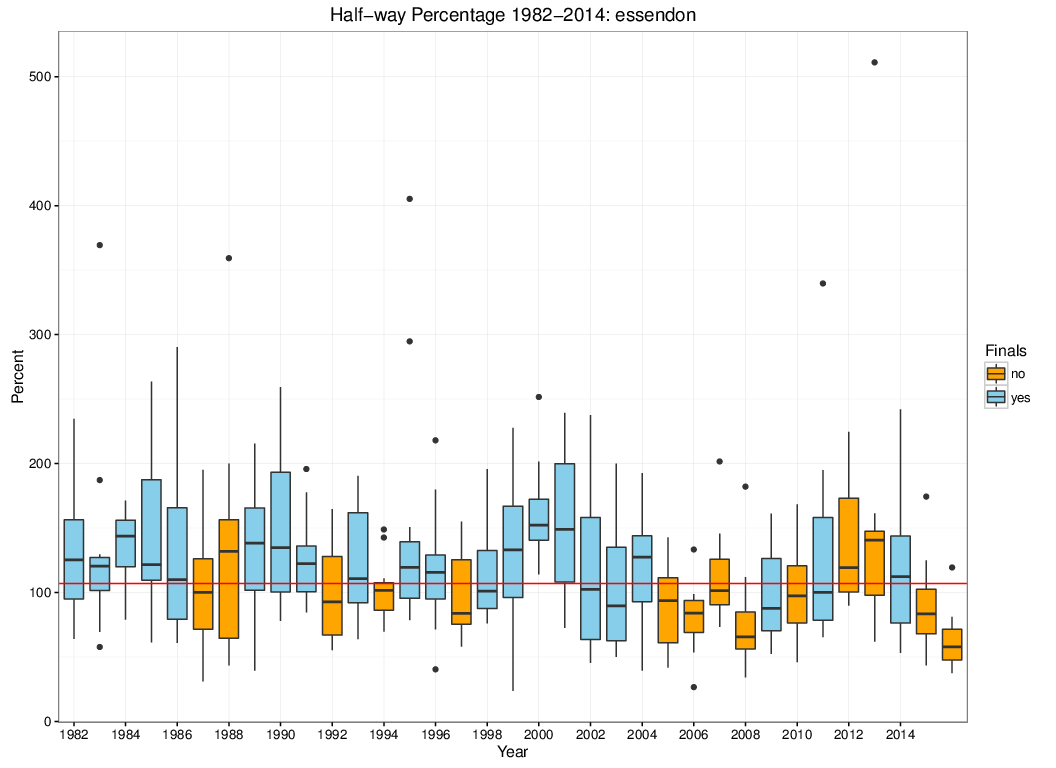 Half−way Percentage 1982−2014: essendon
500
400
300
200
100
0
Percent
1982 1984 1986 1988 1990 1992 1994 1996 1998 2000 2002 2004 2006 2008 2010 2012 2014
Year
Finals
no
yes